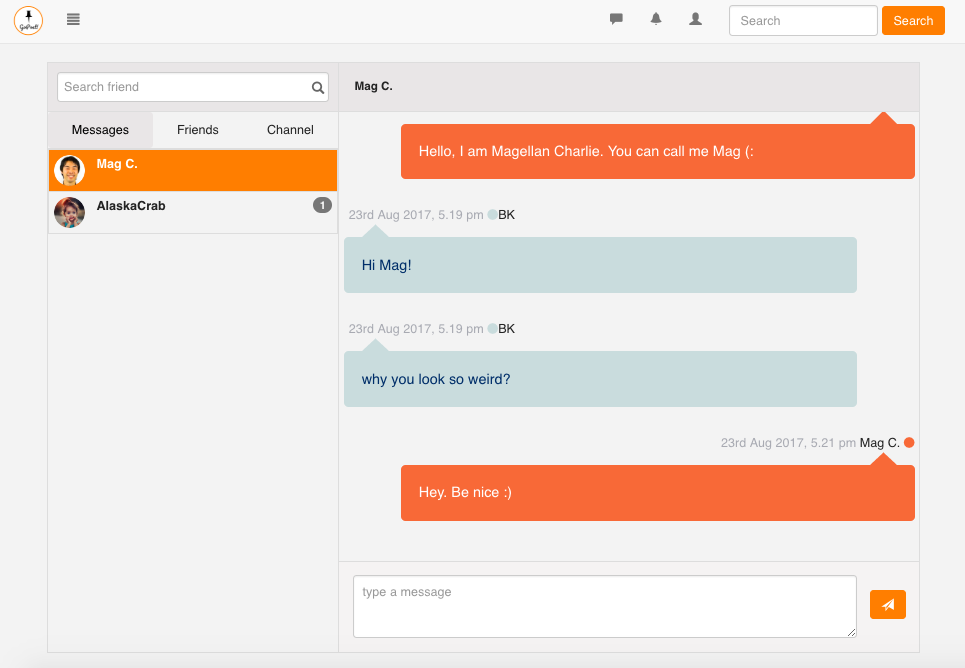 Search
Search
Search friend
Mag C.
Messages
Friends
Channel
Mag C.
AlaskaCrab
1
Hello, I am Magellan Charlie. You can call me Mag (:
23rd Aug 2017, 5.19 pm BK
Hi Mag!
23rd Aug 2017, 5.19 pm BK
why you look so weird?
23rd Aug 2017, 5.21 pm Mag C.
Hey. Be nice :)
type a message